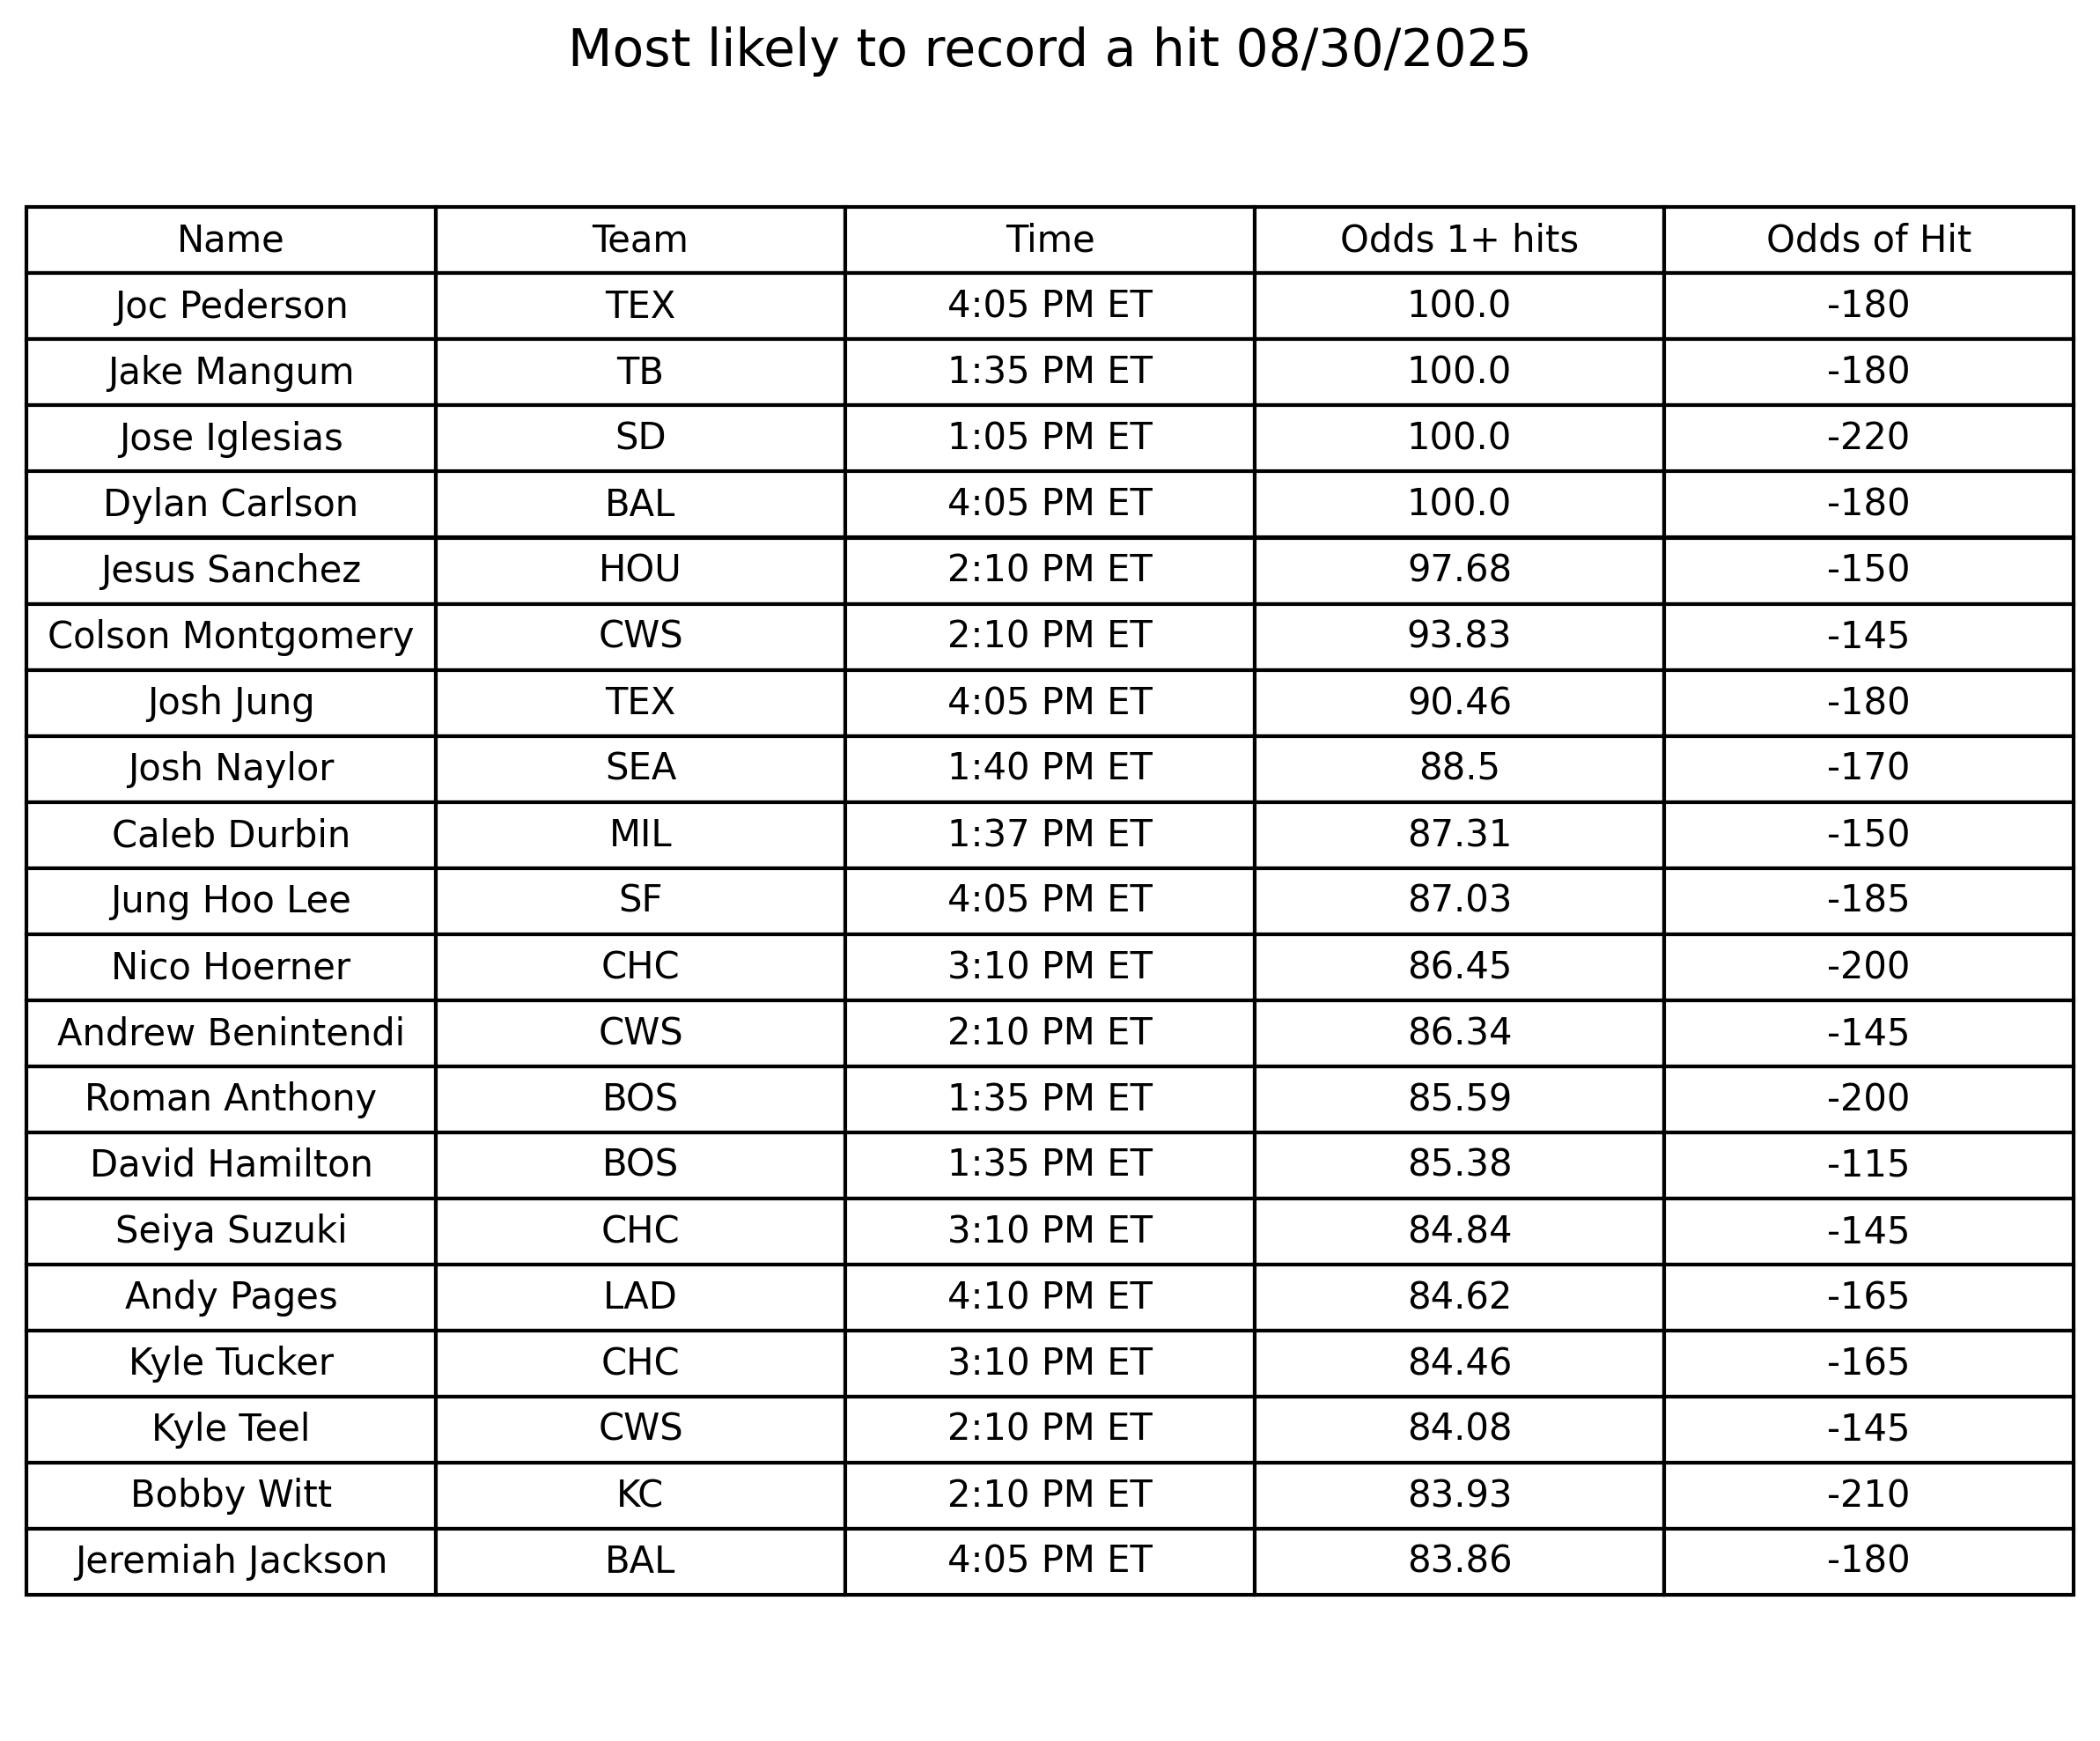 Most likely to record a hit 08/30/2025
Name Team Time Odds 1+ hits Odds of Hit
Joc Pederson TEX 4:05 PM ET 100.0 -180
Jake Mangum TB 1:35 PM ET 100.0 -180
Jose Iglesias SD 1:05 PM ET 100.0 -220
Dylan Carlson BAL 4:05 PM ET 100.0 -180
Jesus Sanchez HOU 2:10 PM ET 97.68 -150
Colson Montgomery CWS 2:10 PM ET 93.83 -145
Josh Jung TEX 4:05 PM ET 90.46 -180
Josh Naylor SEA 1:40 PM ET 88.5 -170
Caleb Durbin MIL 1:37 PM ET 87.31 -150
Jung Hoo Lee SF 4:05 PM ET 87.03 -185
Nico Hoerner CHC 3:10 PM ET 86.45 -200
Andrew Benintendi CWS 2:10 PM ET 86.34 -145
Roman Anthony BOS 1:35 PM ET 85.59 -200
David Hamilton BOS 1:35 PM ET 85.38 -115
Seiya Suzuki CHC 3:10 PM ET 84.84 -145
Andy Pages LAD 4:10 PM ET 84.62 -165
Kyle Tucker CHC 3:10 PM ET 84.46 -165
Kyle Teel CWS 2:10 PM ET 84.08 -145
Bobby Witt KC 2:10 PM ET 83.93 -210
Jeremiah Jackson BAL 4:05 PM ET 83.86 -180